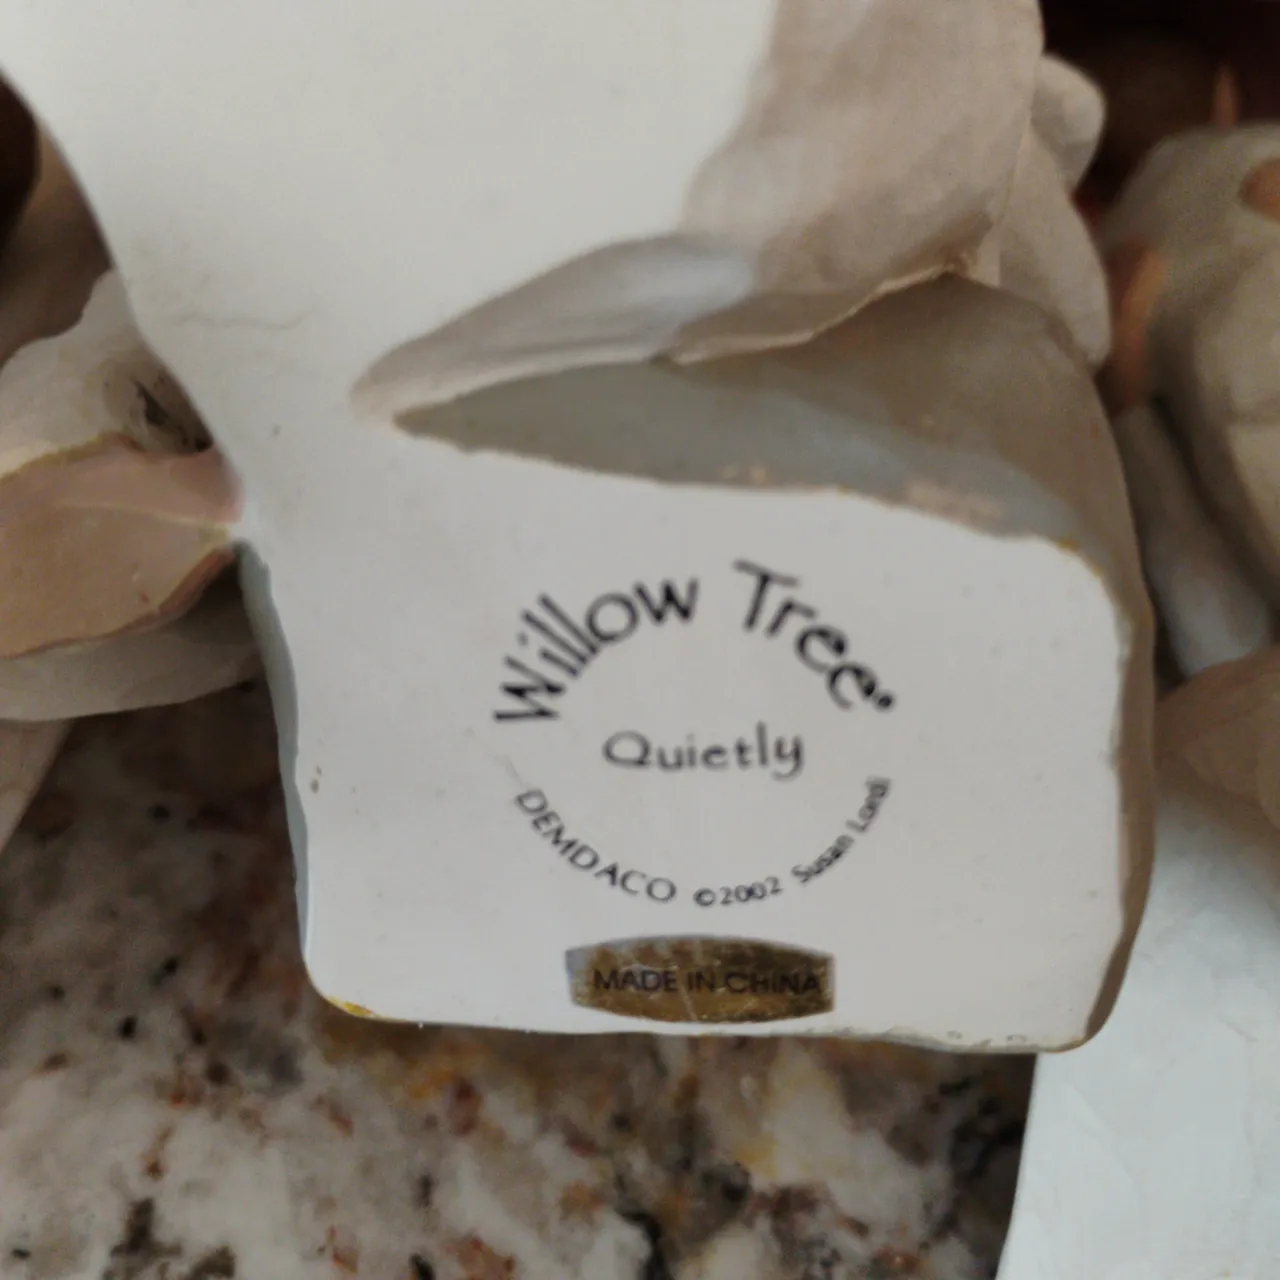 Willow Tree®
Quietly
DEMDACO ©2002 Susan Lordi
MADE IN CHINA